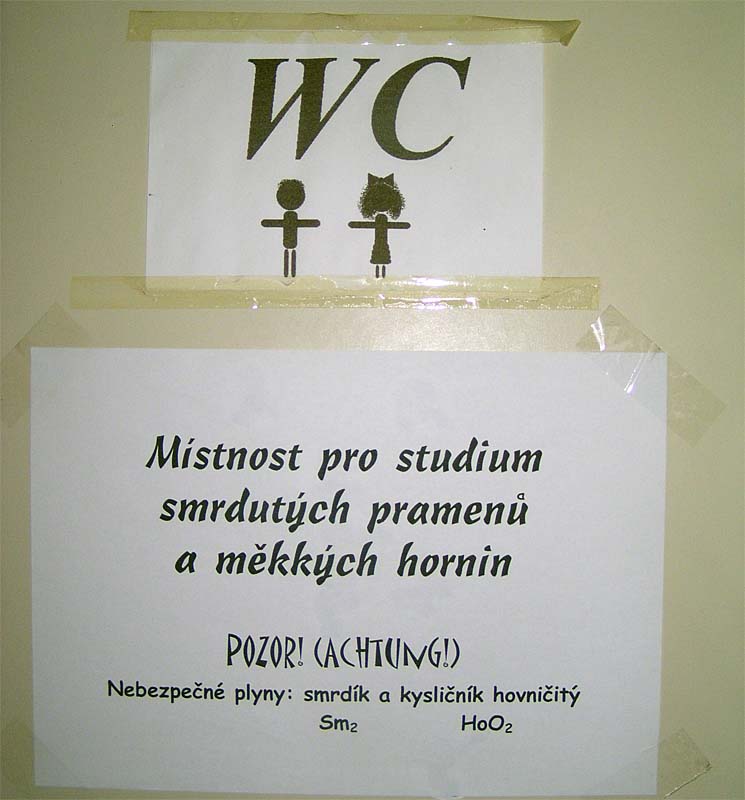 WC
Místnost pro studium
smrdutých pramenů
a měkkých hornin
POZOR! (ACHTUNG!)
Nebezpečné plyny: smrdík a kysličník hovničitý
Sm₂ HoO₂